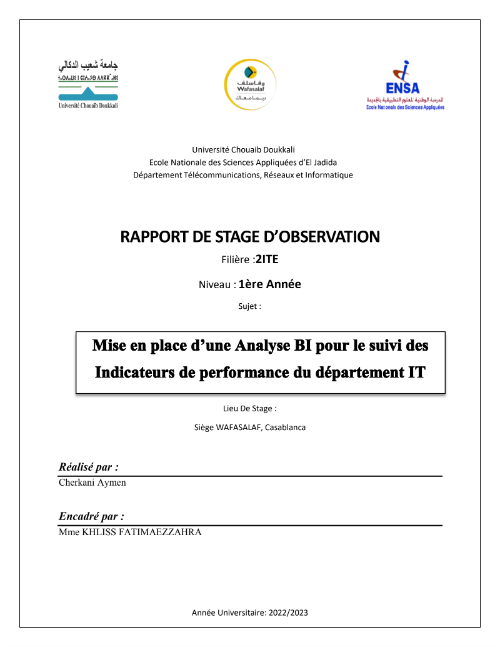 جامعة شعيب الدكالي
Université Chouaib Doukkali
وفاسلف
Wafasalaf
ENSA
المدرسة الوطنية للعلوم التطبيقية بالجديدة
Ecole Nationale des Sciences Appliquées
Université Chouaib Doukkali
Ecole Nationale des Sciences Appliquées d’El Jadida
Département Télécommunications, Réseaux et Informatique
RAPPORT DE STAGE D’OBSERVATION
Filière :2ITE
Niveau : 1ère Année
Sujet :
Mise en place d’une Analyse BI pour le suivi des
Indicateurs de performance du département IT
Lieu De Stage :
Siège WAFASALAF, Casablanca
Réalisé par :
Cherkani Aymen
Encadré par :
Mme KHLISS FATIMAEZZAHRA
Année Universitaire: 2022/2023